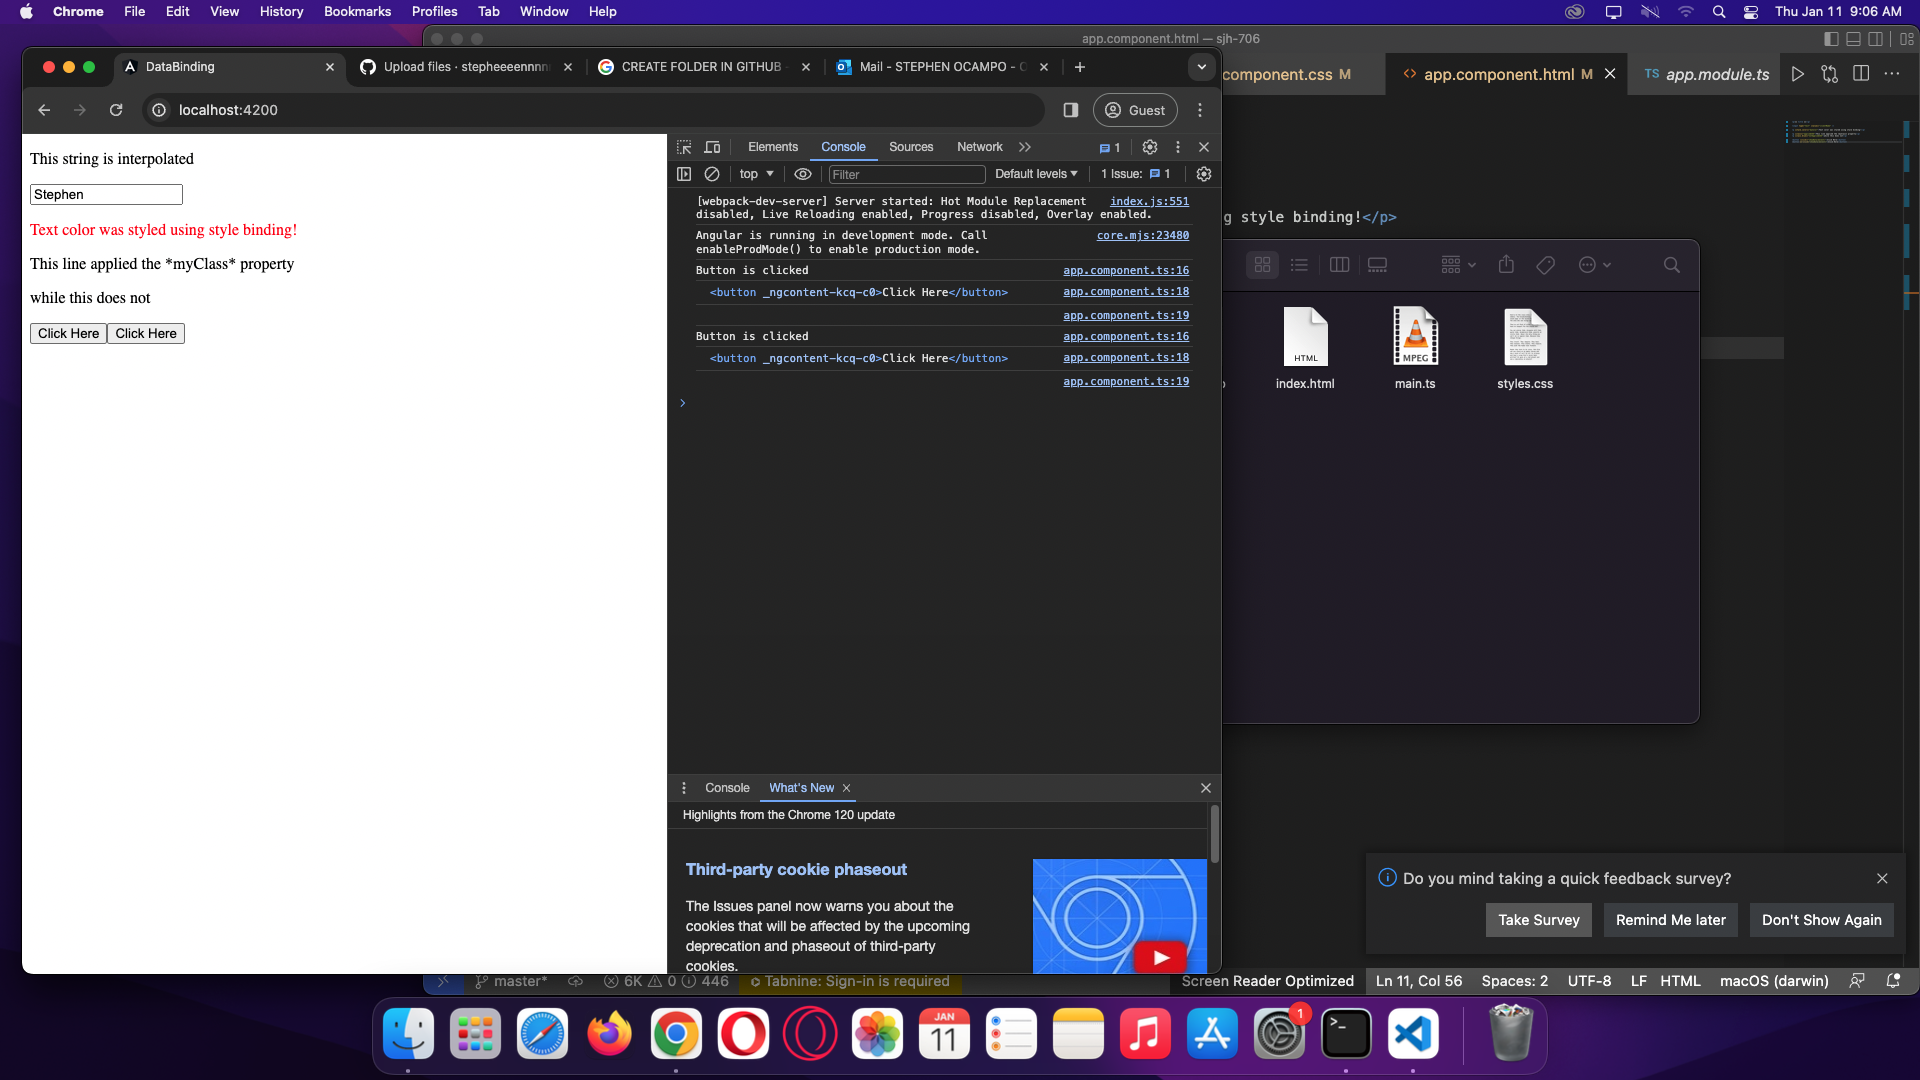 Chrome File Edit View History Bookmarks Profiles Tab Window Help Thu Jan 11 9:06 AM
app.component.html — sjh-706
DataBinding Upload files · stepheeeennnn CREATE FOLDER IN GITHUB - Mail - STEPHEN OCAMPO -
component.css M app.component.html M TS app.module.ts
localhost:4200 Guest
This string is interpolated
Stephen
Text color was styled using style binding!
This line applied the *myClass* property
while this does not
Click Here Click Here
Elements Console Sources Network 1
top Filter Default levels 1 Issue: 1
[webpack-dev-server] Server started: Hot Module Replacement index.js:551
disabled, Live Reloading enabled, Progress disabled, Overlay enabled.
Angular is running in development mode. Call core.mjs:23480
enableProdMode() to enable production mode.
Button is clicked app.component.ts:16
<button _ngcontent-kcq-c0>Click Here</button> app.component.ts:18
app.component.ts:19
Button is clicked app.component.ts:16
<button _ngcontent-kcq-c0>Click Here</button> app.component.ts:18
app.component.ts:19
Console What's New
Highlights from the Chrome 120 update
Third-party cookie phaseout
The Issues panel now warns you about the
cookies that will be affected by the upcoming
deprecation and phaseout of third-party
cookies.
g style binding!</p>
HTML MPEG
index.html main.ts styles.css
Do you mind taking a quick feedback survey?
Take Survey Remind Me later Don't Show Again
master* 6K 0 446 Tabnine: Sign-in is required Screen Reader Optimized Ln 11, Col 56 Spaces: 2 UTF-8 LF HTML macOS (darwin)
JAN
11
1